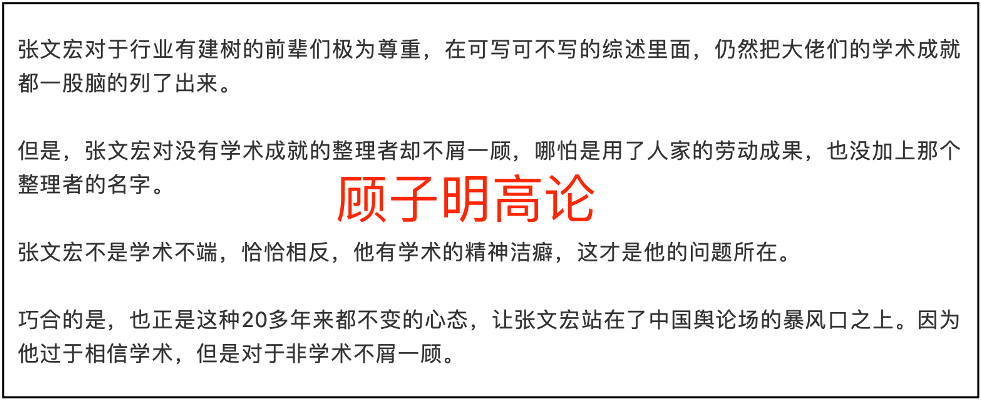 张文宏对于行业有建树的前辈们极为尊重，在可写可不写的综述里面，仍然把大佬们的学术成就
都一股脑的列了出来。
但是，张文宏对没有学术成就的整理者却不屑一顾，哪怕是用了人家的劳动成果，也没加上那个
整理者的名字。
顾子明高论
张文宏不是学术不端，恰恰相反，他有学术的精神洁癖，这才是他的问题所在。
巧合的是，也正是这种20多年来都不变的心态，让张文宏站在了中国舆论场的暴风口之上。因为
他过于相信学术，但是对于非学术不屑一顾。